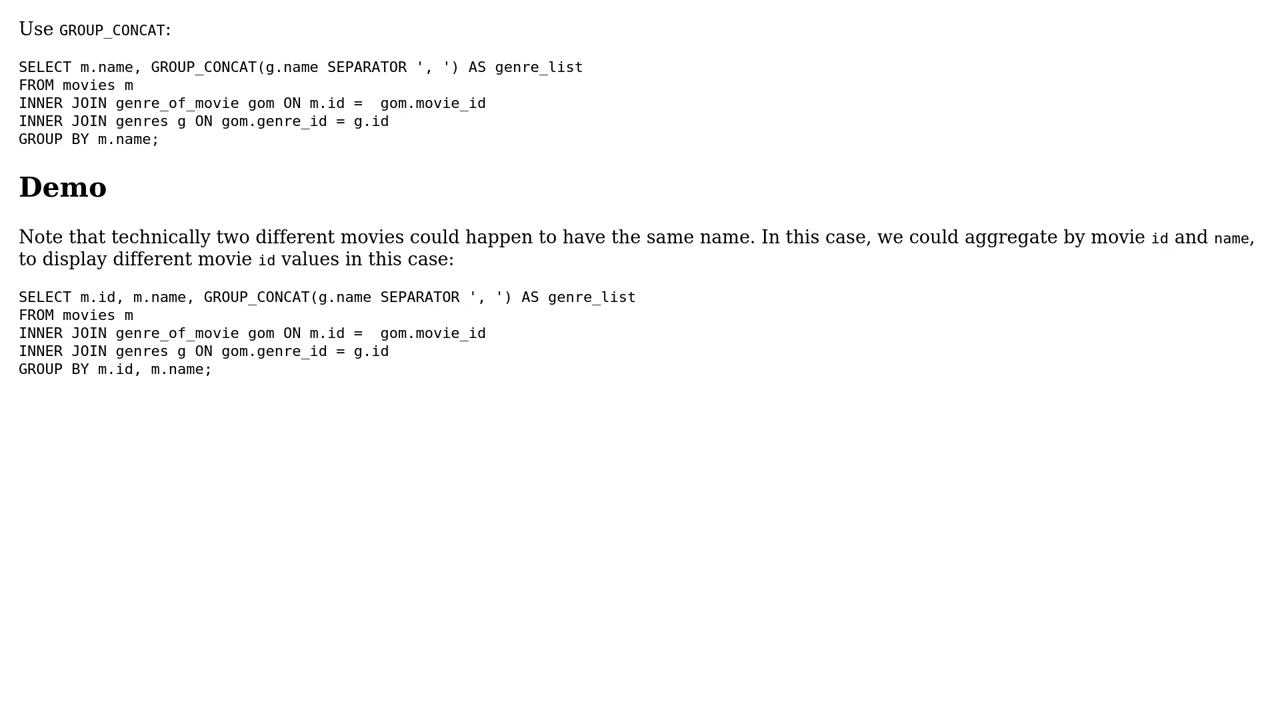 Use GROUP_CONCAT:
SELECT m.name, GROUP_CONCAT(g.name SEPARATOR ', ') AS genre_list
FROM movies m
INNER JOIN genre_of_movie gom ON m.id =  gom.movie_id
INNER JOIN genres g ON gom.genre_id = g.id
GROUP BY m.name;
Demo
Note that technically two different movies could happen to have the same name. In this case, we could aggregate by movie id and name,
to display different movie id values in this case:
SELECT m.id, m.name, GROUP_CONCAT(g.name SEPARATOR ', ') AS genre_list
FROM movies m
INNER JOIN genre_of_movie gom ON m.id =  gom.movie_id
INNER JOIN genres g ON gom.genre_id = g.id
GROUP BY m.id, m.name;